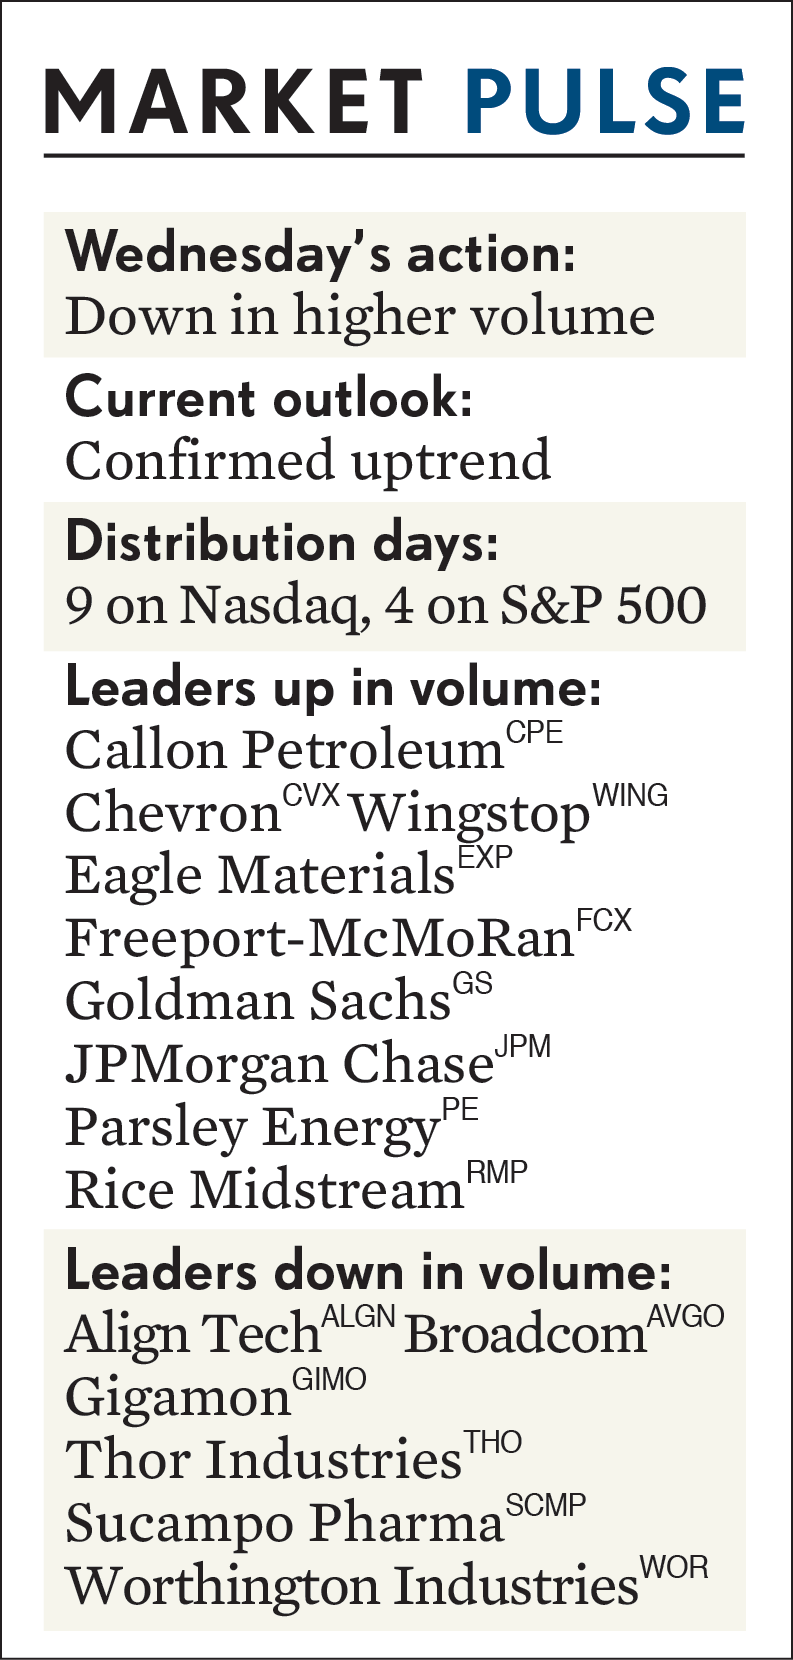 MARKET PULSE
Wednesday’s action:
Down in higher volume
Current outlook:
Confirmed uptrend
Distribution days:
9 on Nasdaq, 4 on S&P 500
Leaders up in volume:
Callon Petroleum CPE
Chevron CVX Wingstop WING
Eagle Materials EXP
Freeport-McMoRan FCX
Goldman Sachs GS
JPMorgan Chase JPM
Parsley Energy PE
Rice Midstream RMP
Leaders down in volume:
Align Tech ALGN Broadcom AVGO
Gigamon GIMO
Thor Industries THO
Sucampo Pharma SCMP
Worthington Industries WOR